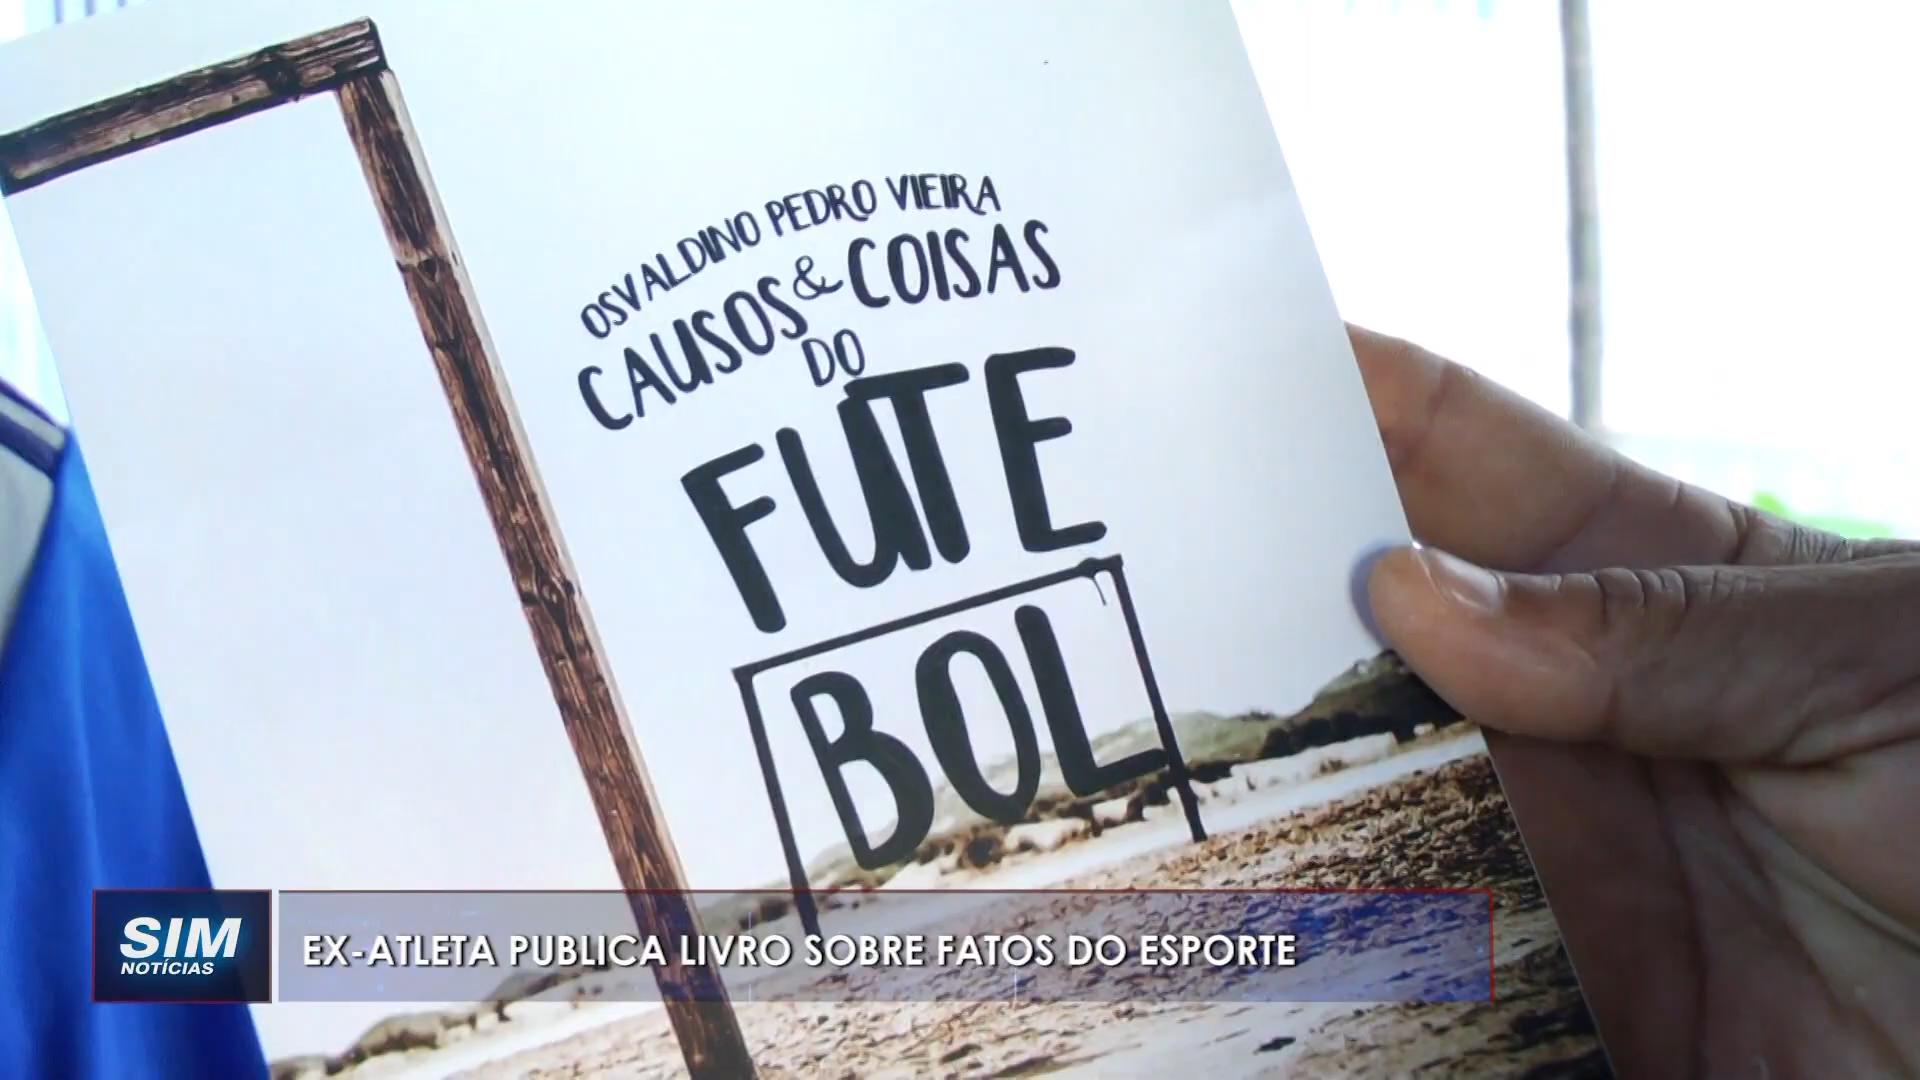 OSVALDINO PEDRO VIEIRA
CAUSOS & COISAS
DO
FUTE
BOL
SIM
NOTÍCIAS
EX-ATLETA PUBLICA LIVRO SOBRE FATOS DO ESPORTE